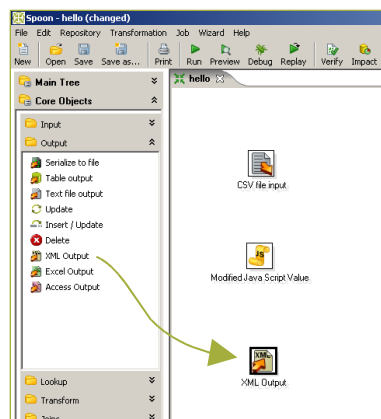 Spoon - hello (changed)
File Edit Repository Transformation Job Wizard Help
New Open Save Save as... Print Run Preview Debug Replay Verify Impact
Main Tree
hello
Core Objects
Input
Output
Serialize to file
Table output
Text file output
Update
Insert / Update
Delete
XML Output
Excel Output
Access Output
CSV file input
JS
Modified Java Script Value
XML
XML Output
Lookup
Transform
Joins